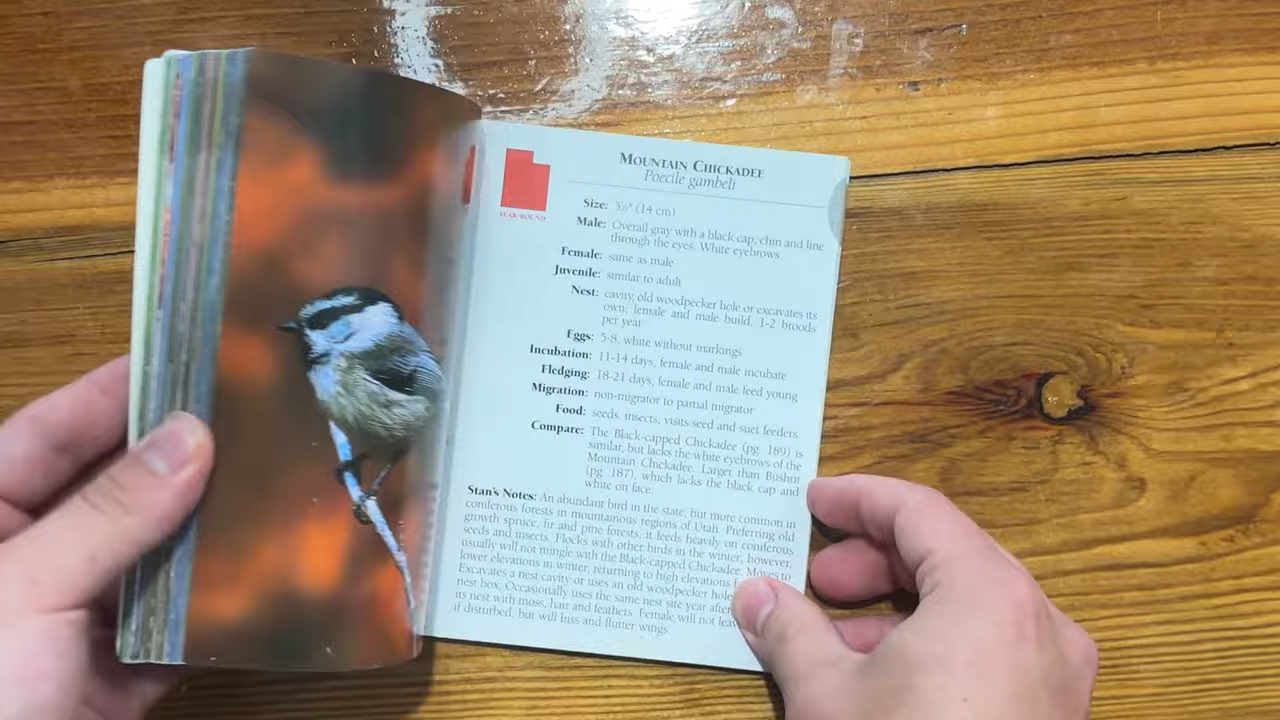 MOUNTAIN CHICKADEE
Poecile gambeli
YEAR-ROUND
Size: 5½" (14 cm)
Male: Overall gray with a black cap, chin and line
through the eyes. White eyebrows.
Female: same as male
Juvenile: similar to adult
Nest: cavity, old woodpecker hole or excavates its
own; female and male build; 1-2 broods
per year
Eggs: 5-8, white without markings
Incubation: 11-14 days, female and male incubate
Fledging: 18-21 days, female and male feed young
Migration: non-migrator to partial migrator
Food: seeds, insects, visits seed and suet feeders
Compare: The Black-capped Chickadee (pg. 189) is
similar, but lacks the white eyebrows of the
Mountain Chickadee. Larger than Bushtit
(pg. 187), which lacks the black cap and
white on face.
Stan's Notes: An abundant bird in the state, but more common in
coniferous forests in mountainous regions of Utah. Preferring old
growth spruce, fir and pine forests, it feeds heavily on coniferous
seeds and insects. Flocks with other birds in the winter, however,
usually will not mingle with the Black-capped Chickadee. Moves to
lower elevations in winter, returning to high elevations
Excavates a nest cavity or uses an old woodpecker hole
nest box. Occasionally uses the same nest site year after
its nest with moss, hair and feathers. Female will not
if disturbed, but will hiss and flutter wings.